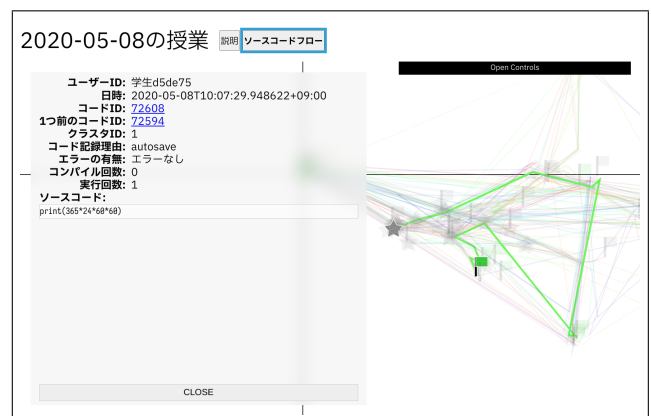 2020-05-08の授業 説明 ソースコードフロー
Open Controls
ユーザーID: 学生d5de75
日時: 2020-05-08T10:07:29.948622+09:00
コードID: 72608
1つ前のコードID: 72594
クラスタID: 1
コード記録理由: autosave
エラーの有無: エラーなし
コンパイル回数: 0
実行回数: 1
ソースコード:
print(365*24*60*60)
CLOSE